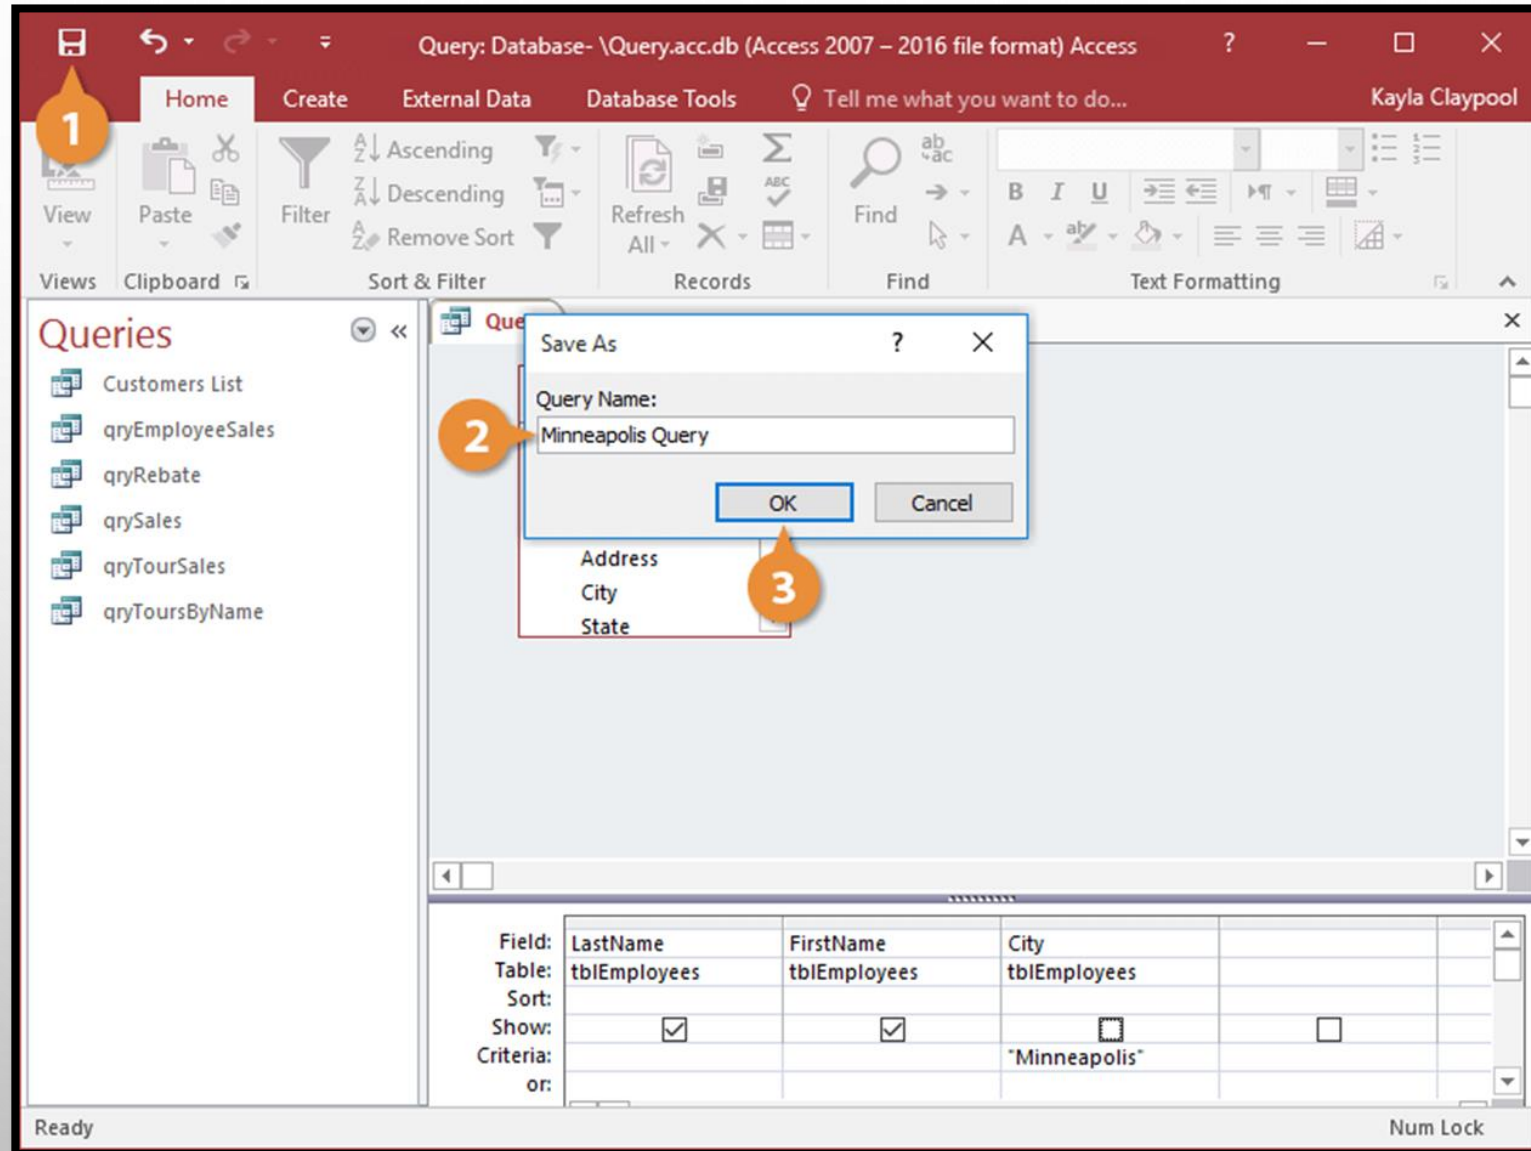 Query: Database- \Query.acc.db (Access 2007 – 2016 file format) Access ?
1
Home Create External Data Database Tools Tell me what you want to do... Kayla Claypool
View
Paste
Filter
Ascending
Descending
Remove Sort
Refresh All
ABC
Find
ab
ac
B I U
A aby
A
Views Clipboard Sort & Filter Records Find Text Formatting
Queries
Customers List
qryEmployeeSales
qryRebate
qrySales
qryTourSales
qryToursByName
Que
Save As ?
Query Name:
2
Minneapolis Query
OK Cancel
3
Address
City
State
Field: LastName FirstName City
Table: tblEmployees tblEmployees tblEmployees
Sort:
Show:
Criteria: "Minneapolis"
or:
Ready Num Lock